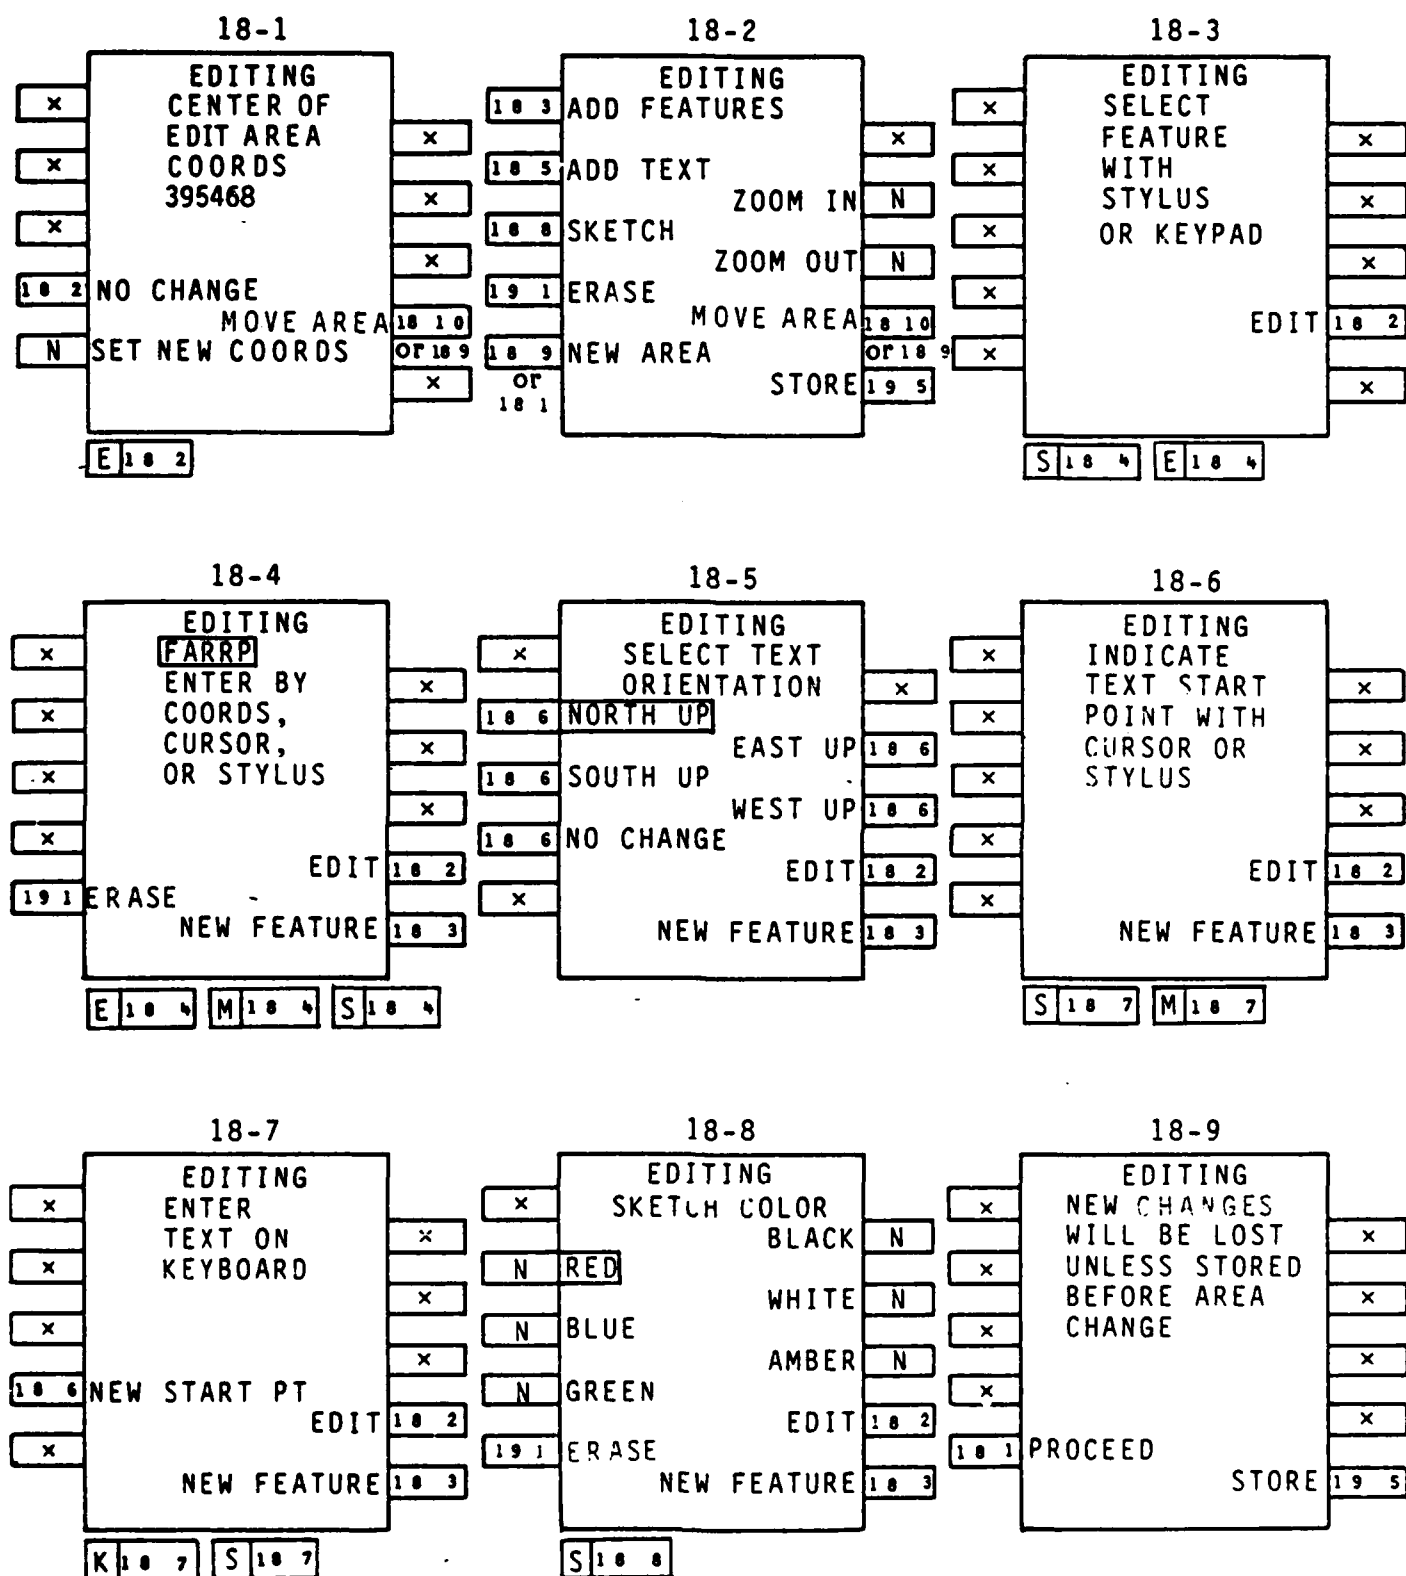 18-1
EDITING
× CENTER OF
EDIT AREA ×
× COORDS
395468 ×
×
×
18 2 NO CHANGE
MOVE AREA 18 10
N SET NEW COORDS or 18 9
×
E 18 2
18-2
EDITING
18 3 ADD FEATURES
×
18 5 ADD TEXT
ZOOM IN N
18 8 SKETCH
ZOOM OUT N
19 1 ERASE
MOVE AREA 18 10
18 9 NEW AREA or 18 9
or STORE 19 5
18 1
18-3
EDITING
× SELECT
FEATURE ×
× WITH
STYLUS ×
× OR KEYPAD
×
×
EDIT 18 2
×
×
S 18 4 E 18 4
18-4
EDITING
× FARRP
ENTER BY ×
× COORDS,
CURSOR, ×
× OR STYLUS
×
×
EDIT 18 2
19 1 ERASE
NEW FEATURE 18 3
E 18 4 M 18 4 S 18 4
18-5
EDITING
× SELECT TEXT
ORIENTATION ×
18 6 NORTH UP
EAST UP 18 6
18 6 SOUTH UP
WEST UP 18 6
18 6 NO CHANGE
EDIT 18 2
×
NEW FEATURE 18 3
18-6
EDITING
× INDICATE
TEXT START ×
× POINT WITH
CURSOR OR ×
× STYLUS
×
×
EDIT 18 2
×
NEW FEATURE 18 3
S 18 7 M 18 7
18-7
EDITING
× ENTER
TEXT ON ×
× KEYBOARD
×
×
×
18 6 NEW START PT
EDIT 18 2
×
NEW FEATURE 18 3
K 18 7 S 18 7
18-8
EDITING
× SKETCH COLOR
BLACK N
N RED
WHITE N
N BLUE
AMBER N
N GREEN
EDIT 18 2
19 1 ERASE
NEW FEATURE 18 3
S 18 8
18-9
EDITING
× NEW CHANGES
WILL BE LOST ×
× UNLESS STORED
BEFORE AREA ×
× CHANGE
×
×
×
18 1 PROCEED
STORE 19 5